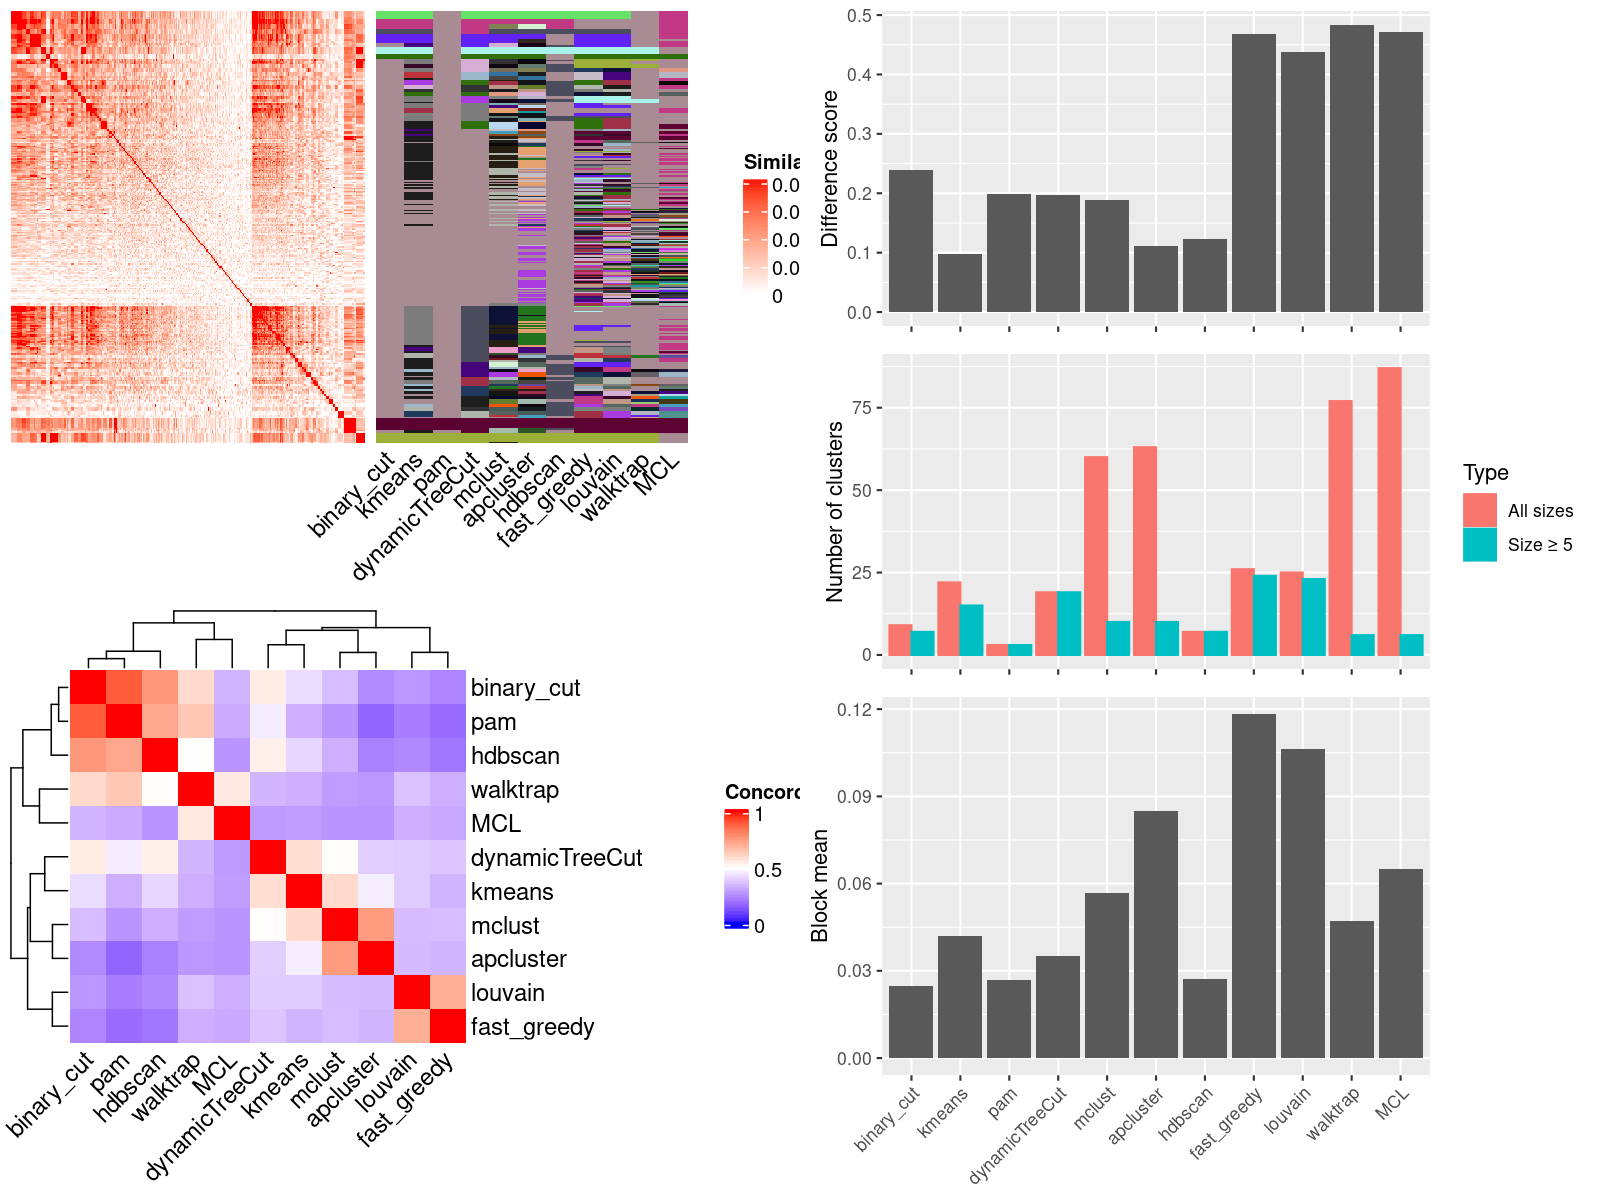 Simila
0.0
0.0
0.0
0.0
0
binary_cut
kmeans
pam
dynamicTreeCut
mclust
apcluster
hdbscan
fast_greedy
louvain
walktrap
MCL
binary_cut
pam
hdbscan
walktrap
MCL
dynamicTreeCut
kmeans
mclust
apcluster
louvain
fast_greedy
binary_cut
pam
hdbscan
walktrap
MCL
dynamicTreeCut
kmeans
mclust
apcluster
louvain
fast_greedy
Concord
1
0.5
0
Difference score
0.5
0.4
0.3
0.2
0.1
0.0
Number of clusters
75
50
25
0
Type
All sizes
Size ≥ 5
Block mean
0.12
0.09
0.06
0.03
0.00
binary_cut
kmeans
pam
dynamicTreeCut
mclust
apcluster
hdbscan
fast_greedy
louvain
walktrap
MCL